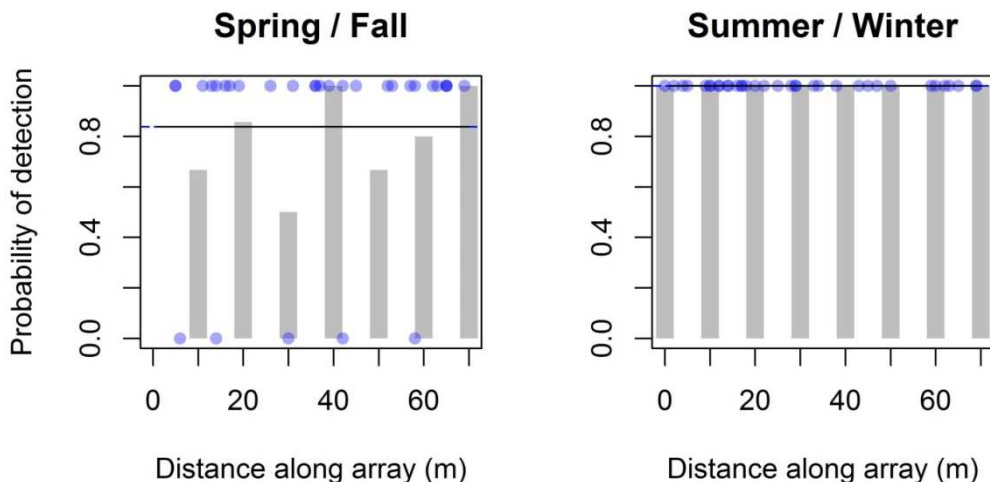 Spring / Fall
Probability of detection
0.0
0.4
0.8
0
20
40
60
Distance along array (m)
Summer / Winter
0.0
0.4
0.8
0
20
40
60
Distance along array (m)